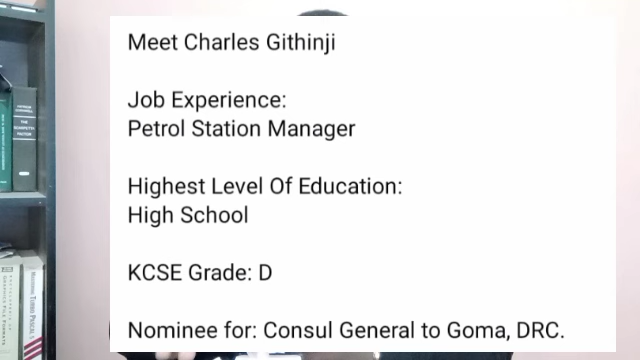 Meet Charles Githinji
Job Experience:
Petrol Station Manager
Highest Level Of Education:
High School
KCSE Grade: D
Nominee for: Consul General to Goma, DRC.